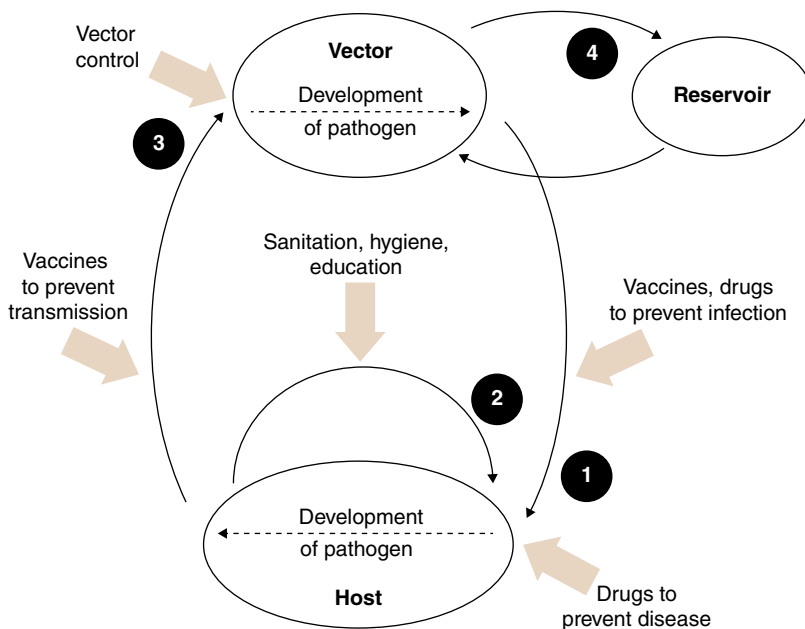 Vector
control
Vector
4
Reservoir
Development
of pathogen
3
Sanitation, hygiene,
education
Vaccines
to prevent
transmission
Vaccines, drugs
to prevent infection
2
1
Development
of pathogen
Host
Drugs to
prevent disease